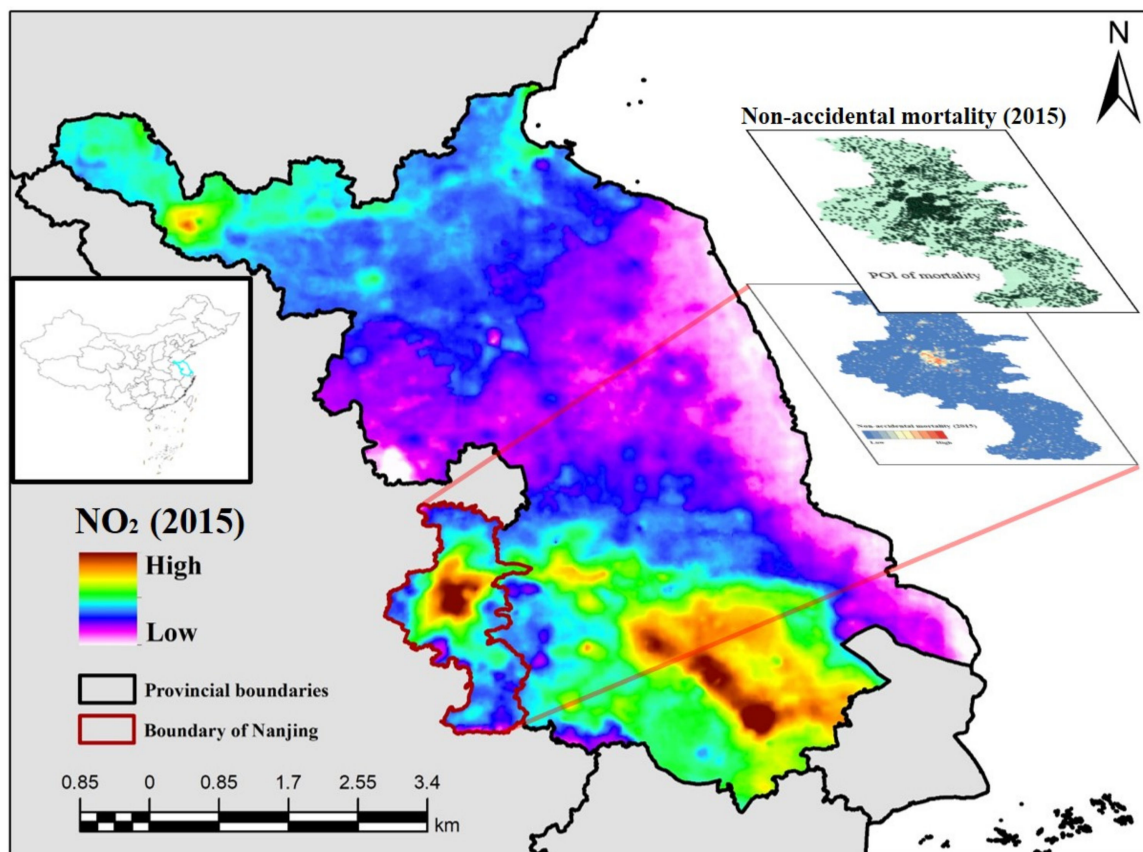 N
Non-accidental mortality (2015)
POI of mortality
Non-accidental mortality (2015)
Low
High
NO₂ (2015)
High
Low
Provincial boundaries
Boundary of Nanjing
0.85 0 0.85 1.7 2.55 3.4
km